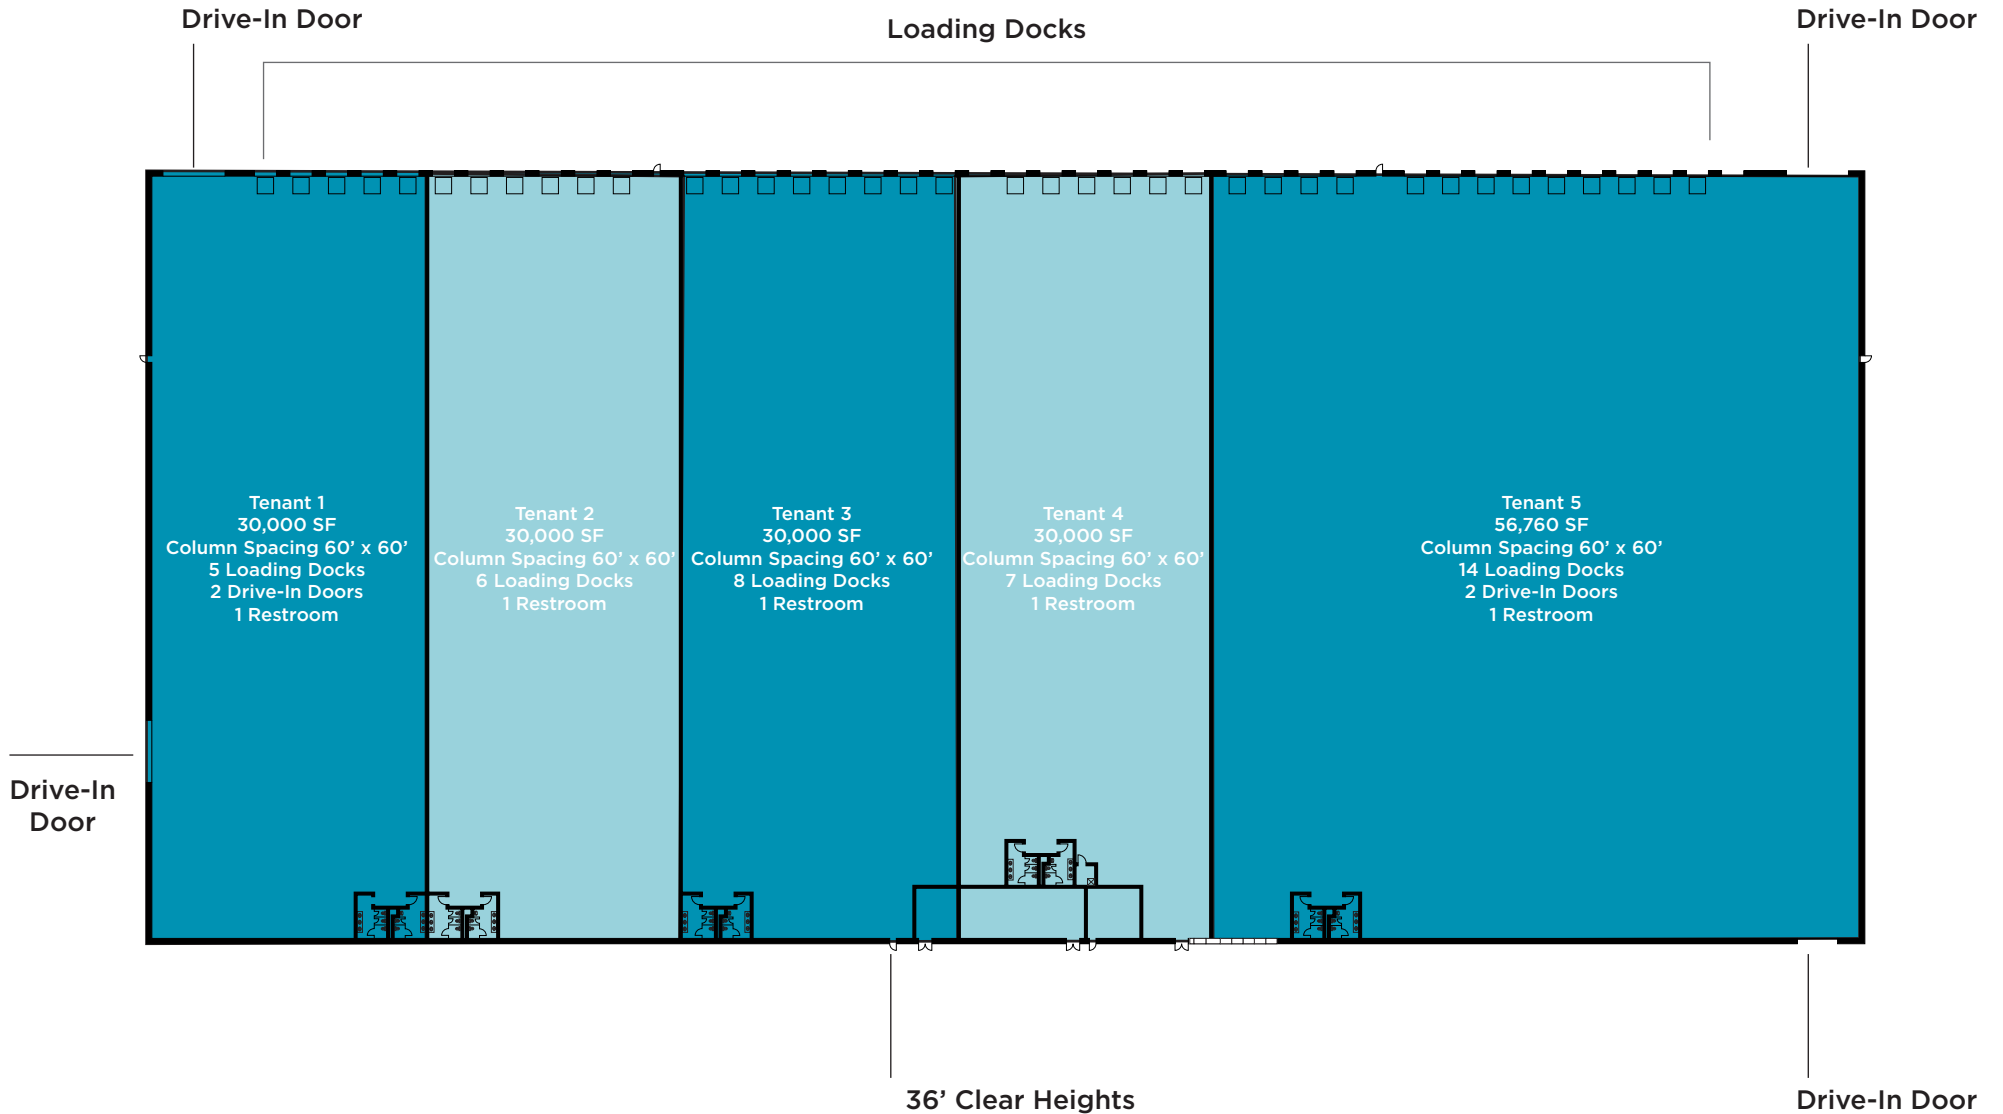 Drive-In Door
Loading Docks
Drive-In Door
Tenant 1
30,000 SF
Column Spacing 60’ x 60’
5 Loading Docks
2 Drive-In Doors
1 Restroom
Tenant 2
30,000 SF
Column Spacing 60’ x 60’
6 Loading Docks
1 Restroom
Tenant 3
30,000 SF
Column Spacing 60’ x 60’
8 Loading Docks
1 Restroom
Tenant 4
30,000 SF
Column Spacing 60’ x 60’
7 Loading Docks
1 Restroom
Tenant 5
56,760 SF
Column Spacing 60’ x 60’
14 Loading Docks
2 Drive-In Doors
1 Restroom
Drive-In
Door
36’ Clear Heights
Drive-In Door